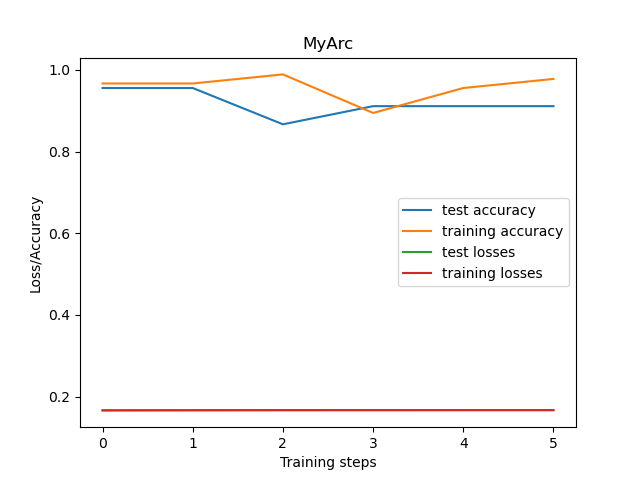 MyArc
1.0
0.8
0.6
0.4
0.2
Loss/Accuracy
test accuracy
training accuracy
test losses
training losses
0 1 2 3 4 5
Training steps